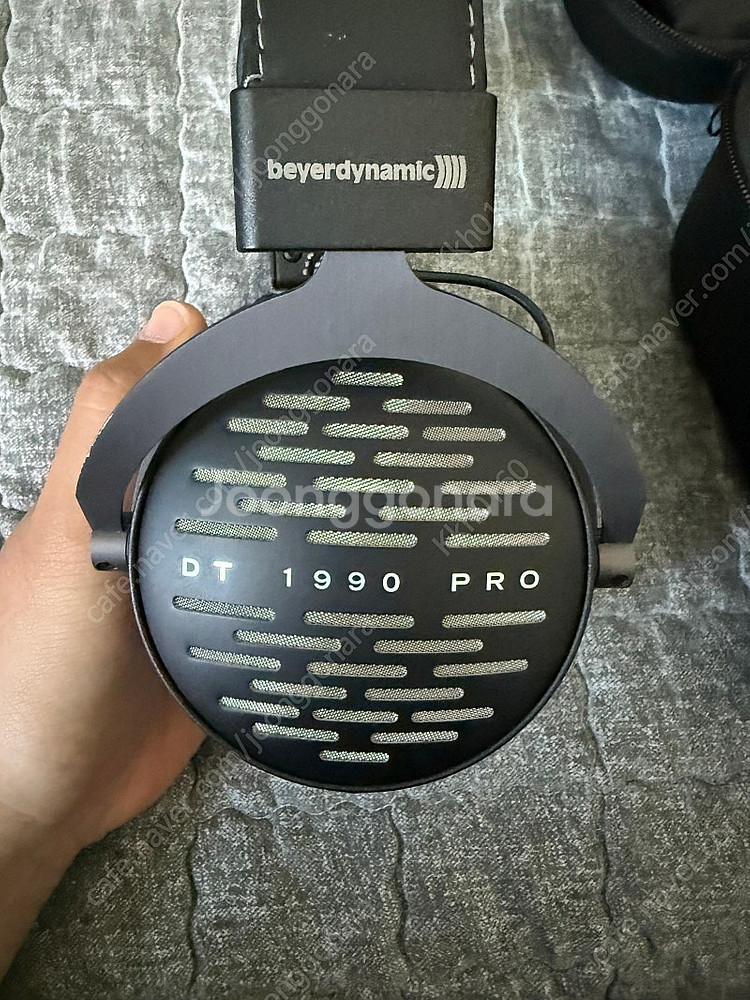 beyerdynamic))))
joonggonara
DT 1990 PRO